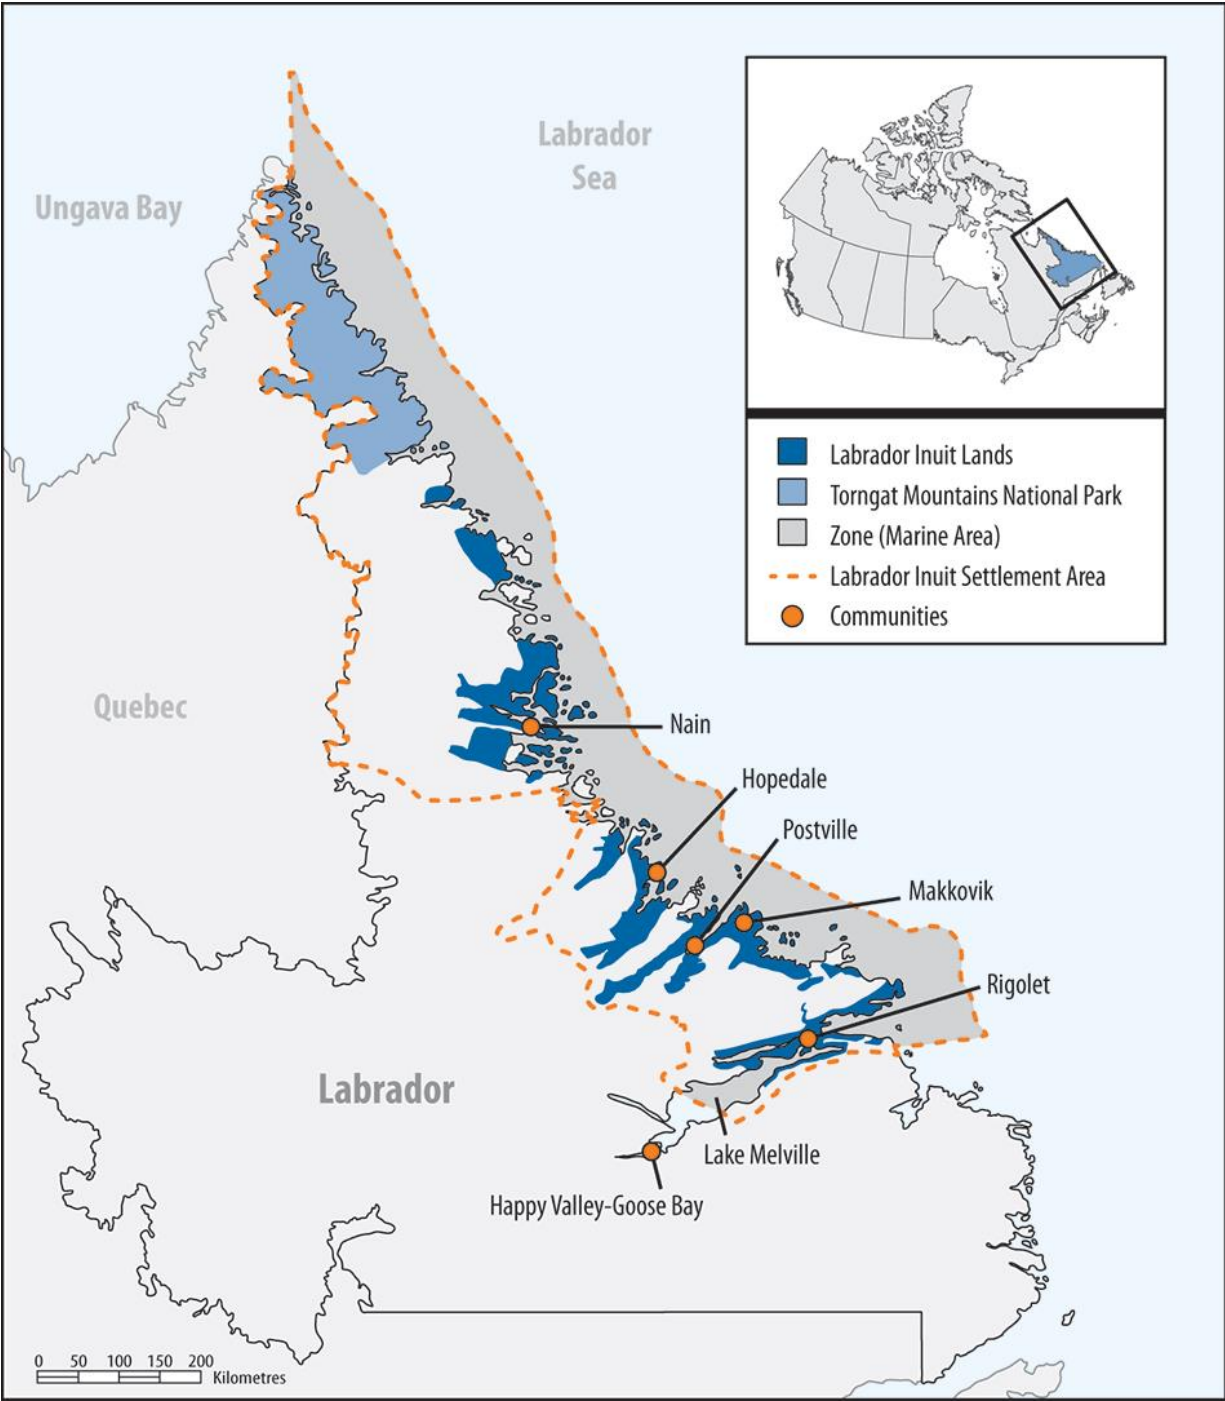 Labrador
Sea
Ungava Bay
Labrador Inuit Lands
Torngat Mountains National Park
Zone (Marine Area)
Labrador Inuit Settlement Area
Communities
Quebec
Nain
Hopedale
Postville
Makkovik
Rigolet
Labrador
Lake Melville
Happy Valley-Goose Bay
0 50 100 150 200
Kilometres